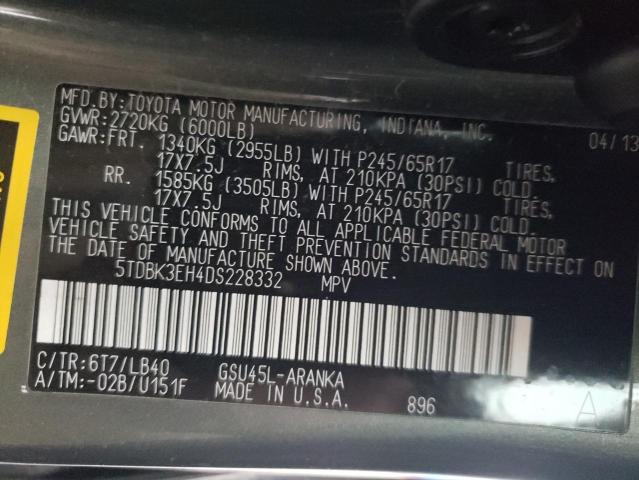 MFD.BY:TOYOTA MOTOR MANUFACTURING, INDIANA, INC. 04/13
GVWR:2720KG (6000LB)
GAWR:FRT. 1340KG (2955LB) WITH P245/65R17 TIRES,
17X7.5J RIMS, AT 210KPA (30PSI) COLD.
RR. 1585KG (3505LB) WITH P245/65R17 TIRES,
17X7.5J RIMS, AT 210KPA (30PSI) COLD.
THIS VEHICLE CONFORMS TO ALL APPLICABLE FEDERAL MOTOR
VEHICLE SAFETY AND THEFT PREVENTION STANDARDS IN EFFECT ON
THE DATE OF MANUFACTURE SHOWN ABOVE.
5TDBK3EH4DS228332 MPV
C/TR:6T7/LB40 GSU45L-ARANKA
A/TM:-02B/U151F MADE IN U.S.A. 896 A